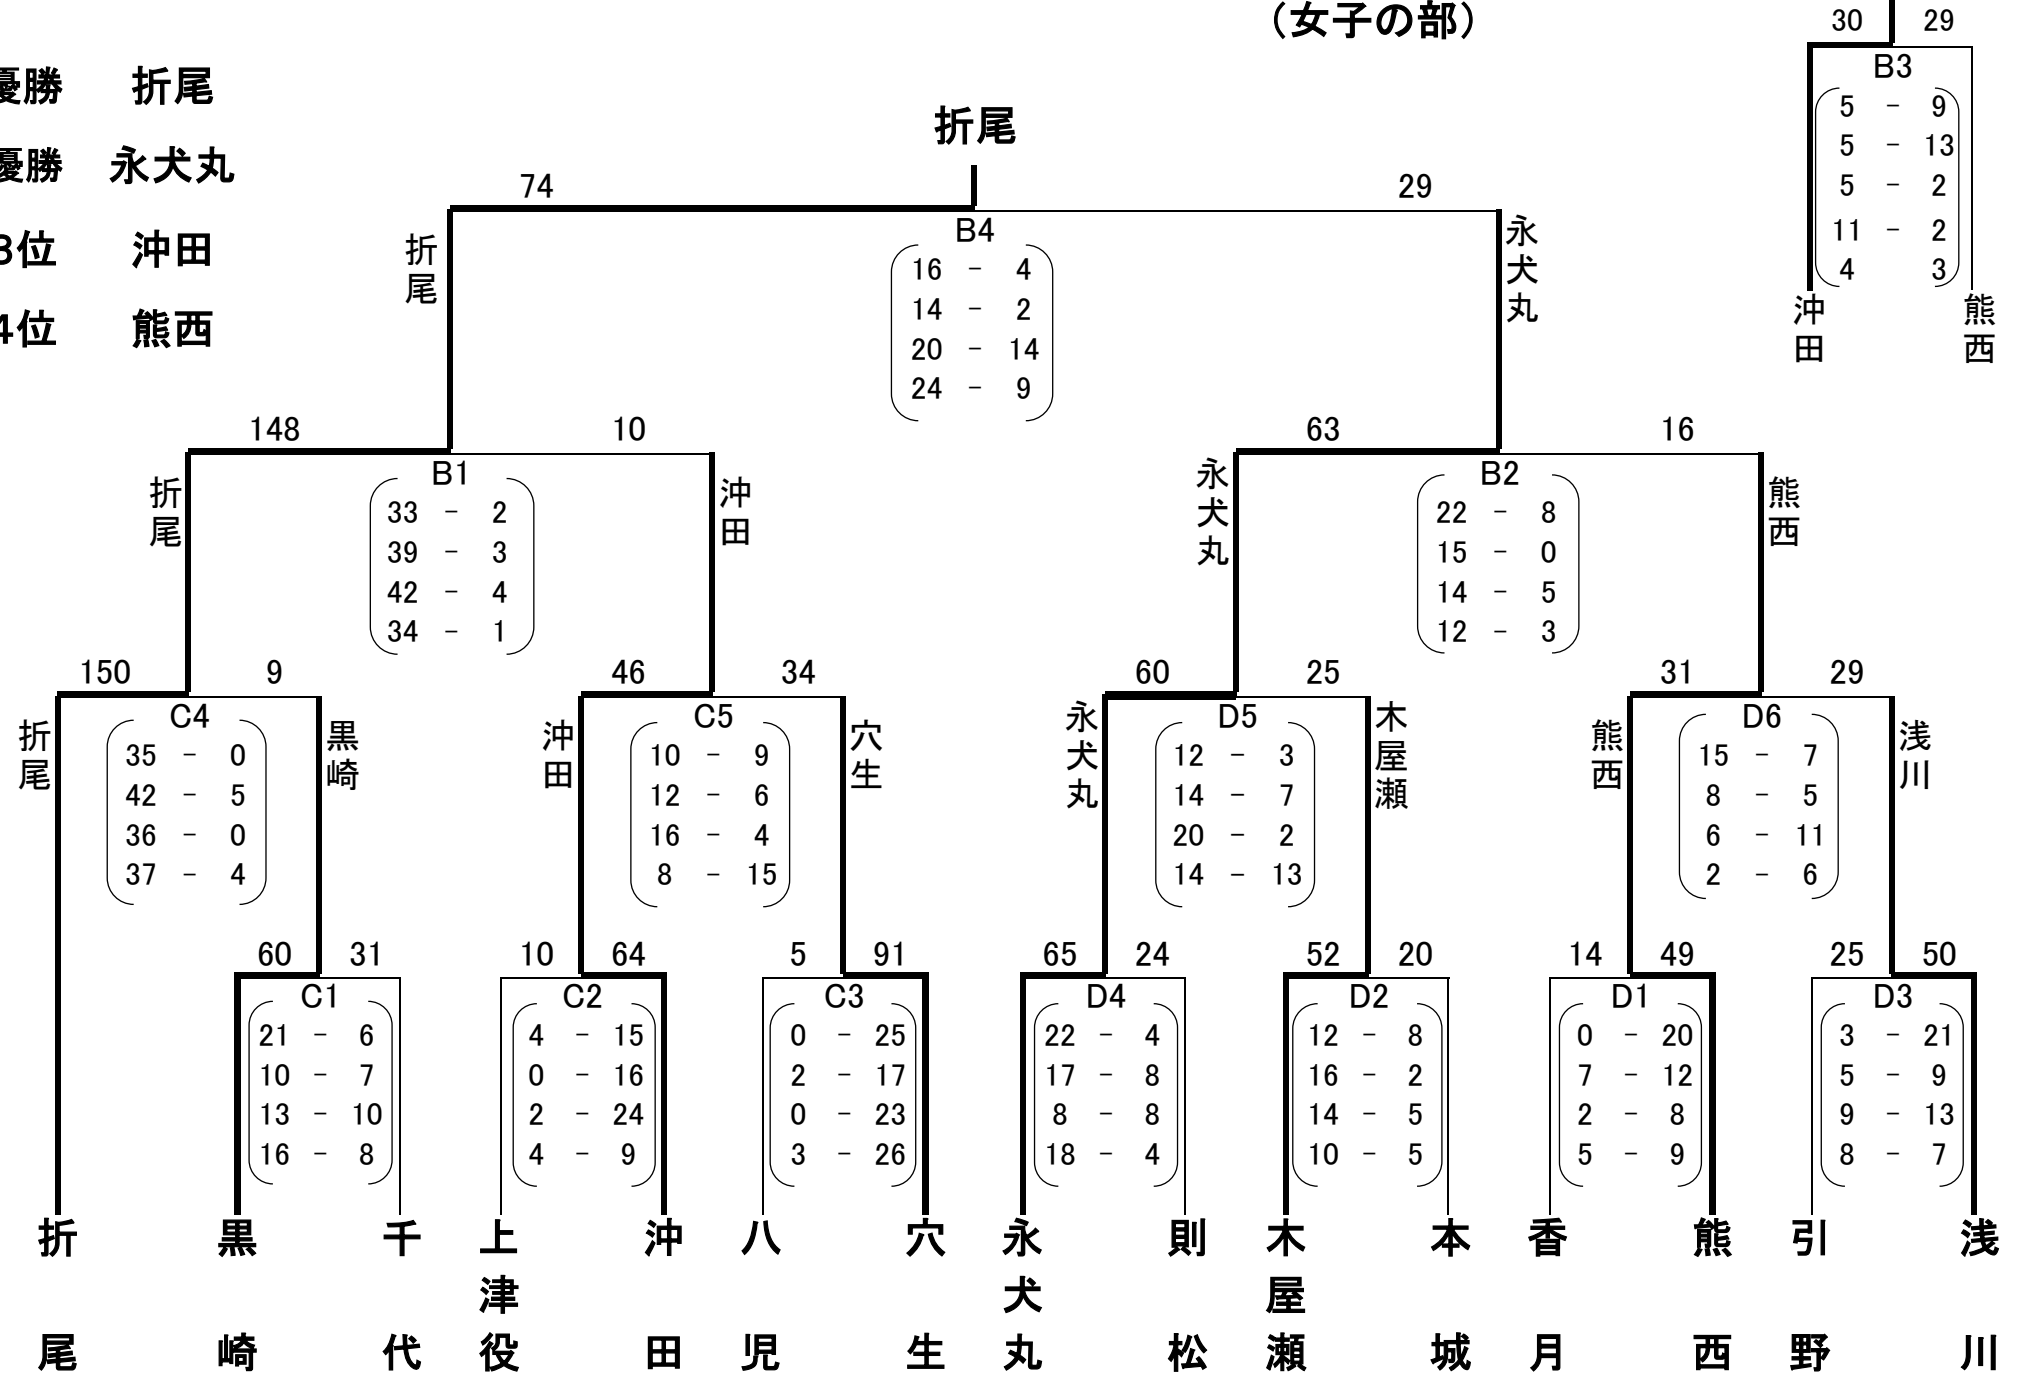 （女子の部）
優勝 折尾
優勝 永犬丸
3位 沖田
4位 熊西
30 29
B3
5 - 9
5 - 13
5 - 2
11 - 2
4 3
沖田 熊西
折尾
74 29
折尾 永犬丸
B4
16 - 4
14 - 2
20 - 14
24 - 9
148 10
折尾 沖田
B1
33 - 2
39 - 3
42 - 4
34 - 1
63 16
永犬丸 熊西
B2
22 - 8
15 - 0
14 - 5
12 - 3
150 9
折尾 黒崎
C4
35 - 0
42 - 5
36 - 0
37 - 4
46 34
沖田 穴生
C5
10 - 9
12 - 6
16 - 4
8 - 15
60 25
永犬丸 木屋瀬
D5
12 - 3
14 - 7
20 - 2
14 - 13
31 29
熊西 浅川
D6
15 - 7
8 - 5
6 - 11
2 - 6
60 31
C1
21 - 6
10 - 7
13 - 10
16 - 8
10 64
C2
4 - 15
0 - 16
2 - 24
4 - 9
5 91
C3
0 - 25
2 - 17
0 - 23
3 - 26
65 24
D4
22 - 4
17 - 8
8 - 8
18 - 4
52 20
D2
12 - 8
16 - 2
14 - 5
10 - 5
14 49
D1
0 - 20
7 - 12
2 - 8
5 - 9
25 50
D3
3 - 21
5 - 9
9 - 13
8 - 7
折尾 黒崎 千代 上津役 沖田 八児 穴生 永犬丸 則松 木屋瀬 本城 香月 熊西 引野 浅川